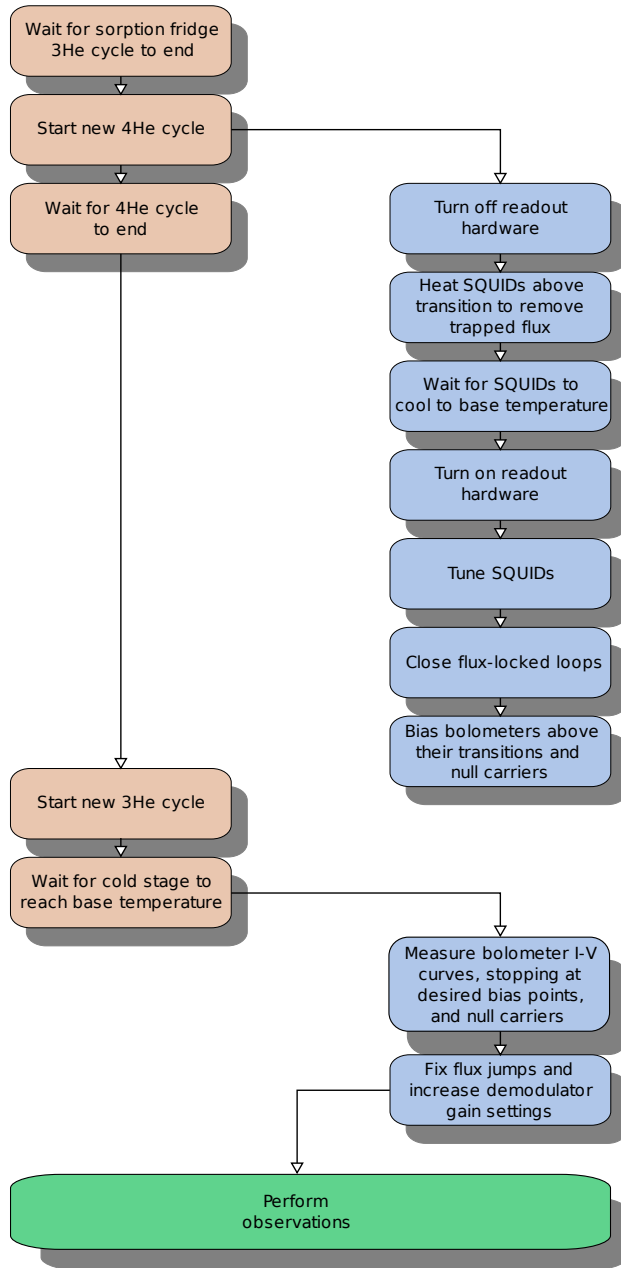 Wait for sorption fridge
3He cycle to end
Start new 4He cycle
Wait for 4He cycle
to end
Turn off readout
hardware
Heat SQUIDs above
transition to remove
trapped flux
Wait for SQUIDs to
cool to base temperature
Turn on readout
hardware
Tune SQUIDs
Close flux-locked loops
Bias bolometers above
their transitions and
null carriers
Start new 3He cycle
Wait for cold stage to
reach base temperature
Measure bolometer I-V
curves, stopping at
desired bias points,
and null carriers
Fix flux jumps and
increase demodulator
gain settings
Perform
observations